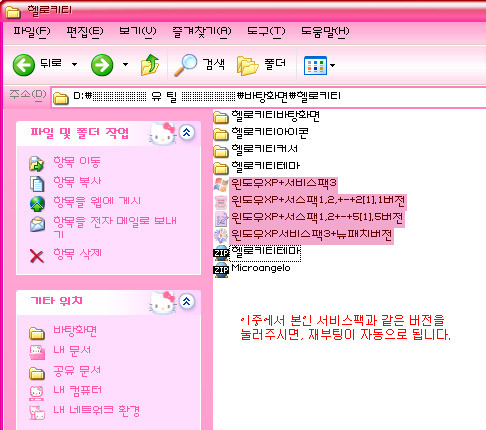 헬로키티
파일(F) 편집(E) 보기(V) 즐겨찾기(A) 도구(T) 도움말(H)
뒤로 검색 폴더
주소(D) D:\▒▒▒▒▒ 유 틸 ▒▒▒▒▒\바탕화면\헬로키티
파일 및 폴더 작업
항목 이동
항목 복사
항목을 웹에 게시
항목을 전자 메일로 보내
기
항목 삭제
기타 위치
바탕화면
내 문서
공유 문서
내 컴퓨터
내 네트워크 환경
헬로키티바탕화면
헬로키티아이콘
헬로키티커서
헬로키티테마
윈도우XP+서비스팩3
윈도우XP+서스팩1,2,+-+2[1],1버전
윈도우XP+서스팩1,2+-+5[1],5버전
윈도우XP서비스팩3+뉴패치버전
ZIP 헬로키티테마
ZIP Microangelo
이중에서 본인 서비스팩과 같은 버전을
눌러주시면, 재부팅이 자동으로 됩니다.